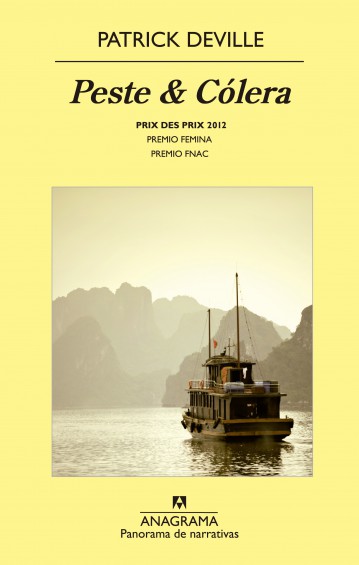 PATRICK DEVILLE
Peste & Cólera
PRIX DES PRIX 2012
PREMIO FEMINA
PREMIO FNAC
ANAGRAMA
Panorama de narrativas